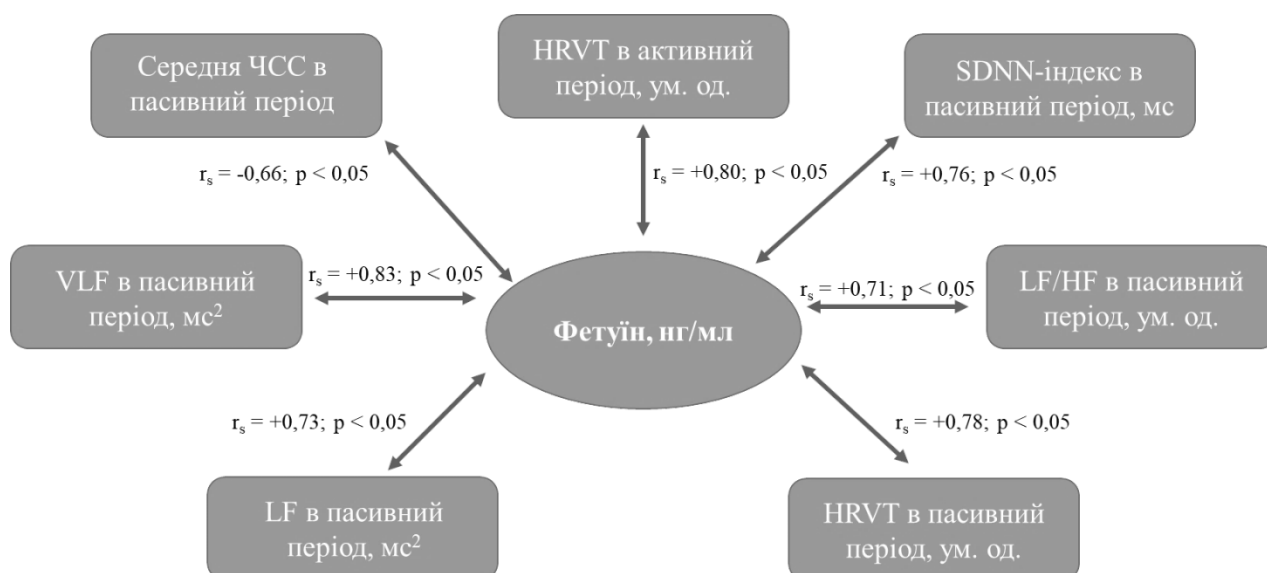 Середня ЧСС в
пасивний період
HRVT в активний
період, ум. од.
SDNN-індекс в
пасивний період, мс
rₛ = -0,66; p < 0,05
rₛ = +0,80; p < 0,05
rₛ = +0,76; p < 0,05
VLF в пасивний
період, мс²
rₛ = +0,83; p < 0,05
Фетуїн, нг/мл
rₛ = +0,71; p < 0,05
LF/HF в пасивний
період, ум. од.
rₛ = +0,73; p < 0,05
rₛ = +0,78; p < 0,05
LF в пасивний
період, мс²
HRVT в пасивний
період, ум. од.